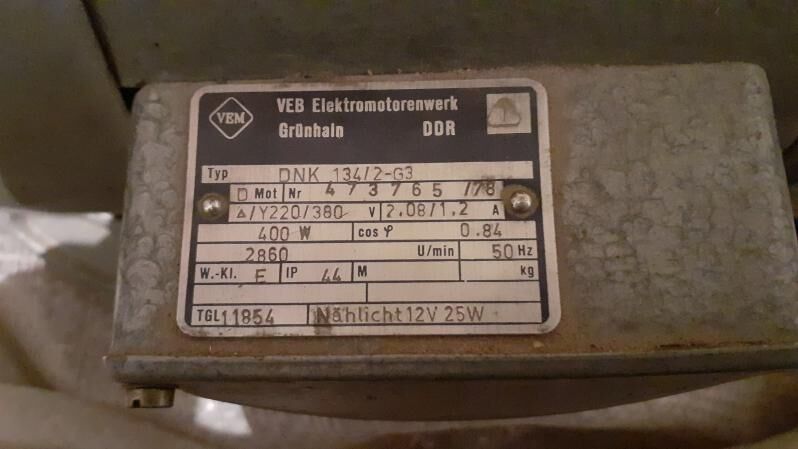 VEM
VEB Elektromotorenwerk
Grünhain DDR
Typ DNK 134/2-G3
D Mot Nr 473765 /78
△/Y220/380 V 2.08/1.2 A
400 W cos φ 0.84
2860 U/min 50 Hz
W.-Kl. E IP 44 M kg
TGL 11854 Nählicht 12V 25W